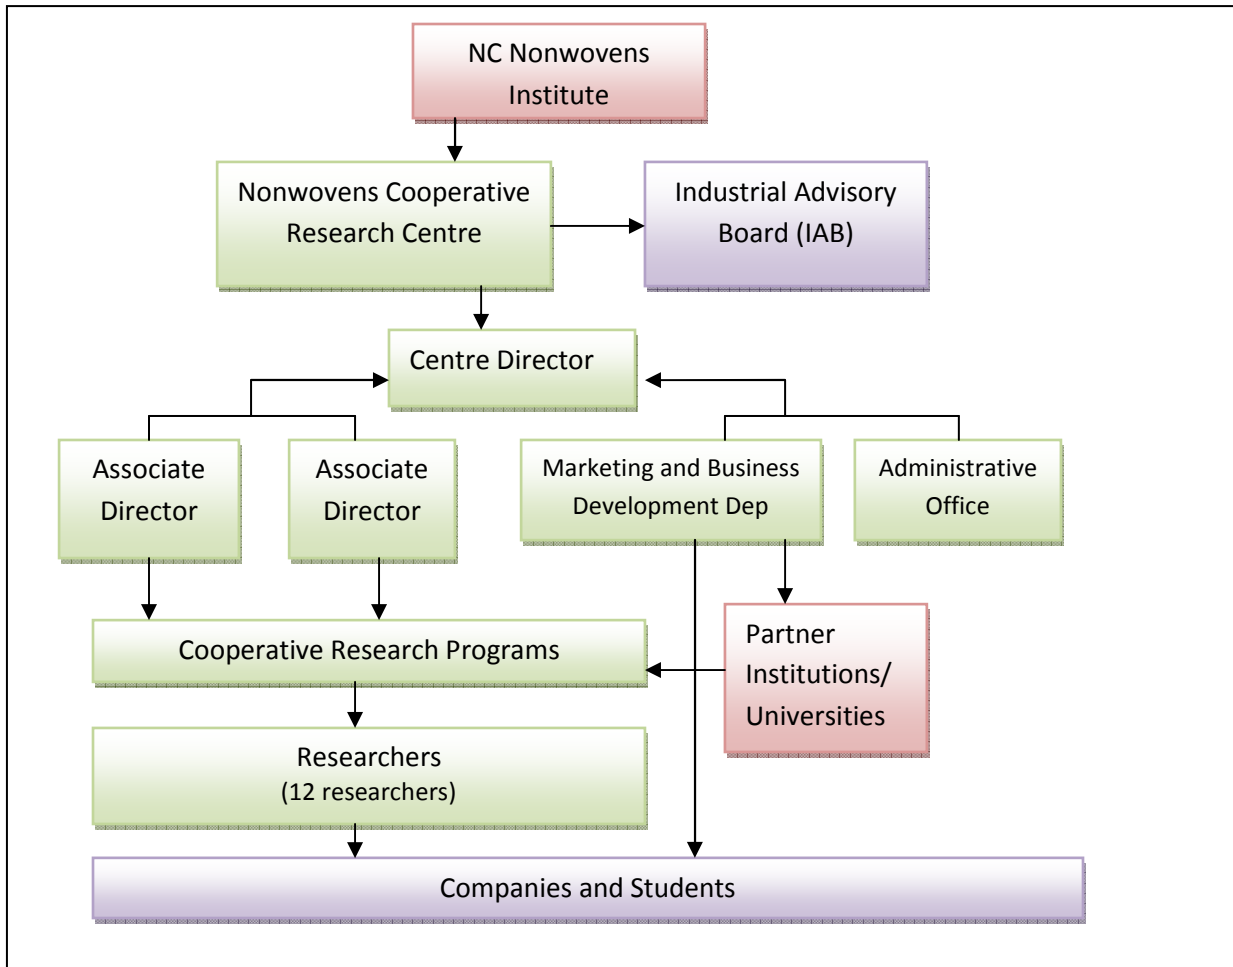 NC Nonwovens
Institute
Nonwovens Cooperative
Research Centre
Industrial Advisory
Board (IAB)
Centre Director
Associate
Director
Associate
Director
Marketing and Business
Development Dep
Administrative
Office
Cooperative Research Programs
Partner
Institutions/
Universities
Researchers
(12 researchers)
Companies and Students